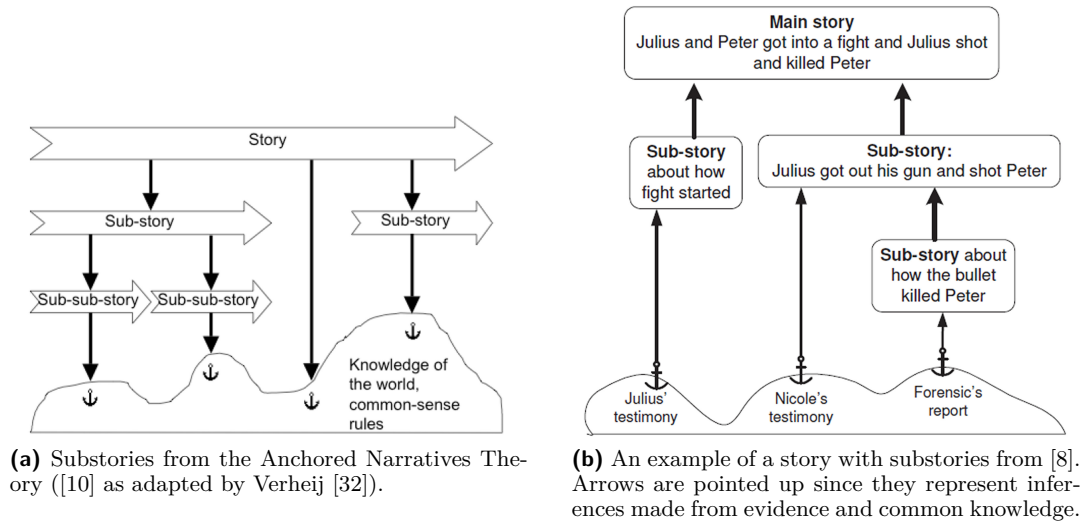 Story
Sub-story
Sub-story
Sub-sub-story
Sub-sub-story
Knowledge of
the world,
common-sense
rules
(a) Substories from the Anchored Narratives The-
ory ([10] as adapted by Verheij [32]).
Main story
Julius and Peter got into a fight and Julius shot
and killed Peter
Sub-story
about how
fight started
Sub-story:
Julius got out his gun and shot Peter
Sub-story about
how the bullet
killed Peter
Julius'
testimony
Nicole's
testimony
Forensic's
report
(b) An example of a story with substories from [8].
Arrows are pointed up since they represent infer-
ences made from evidence and common knowledge.